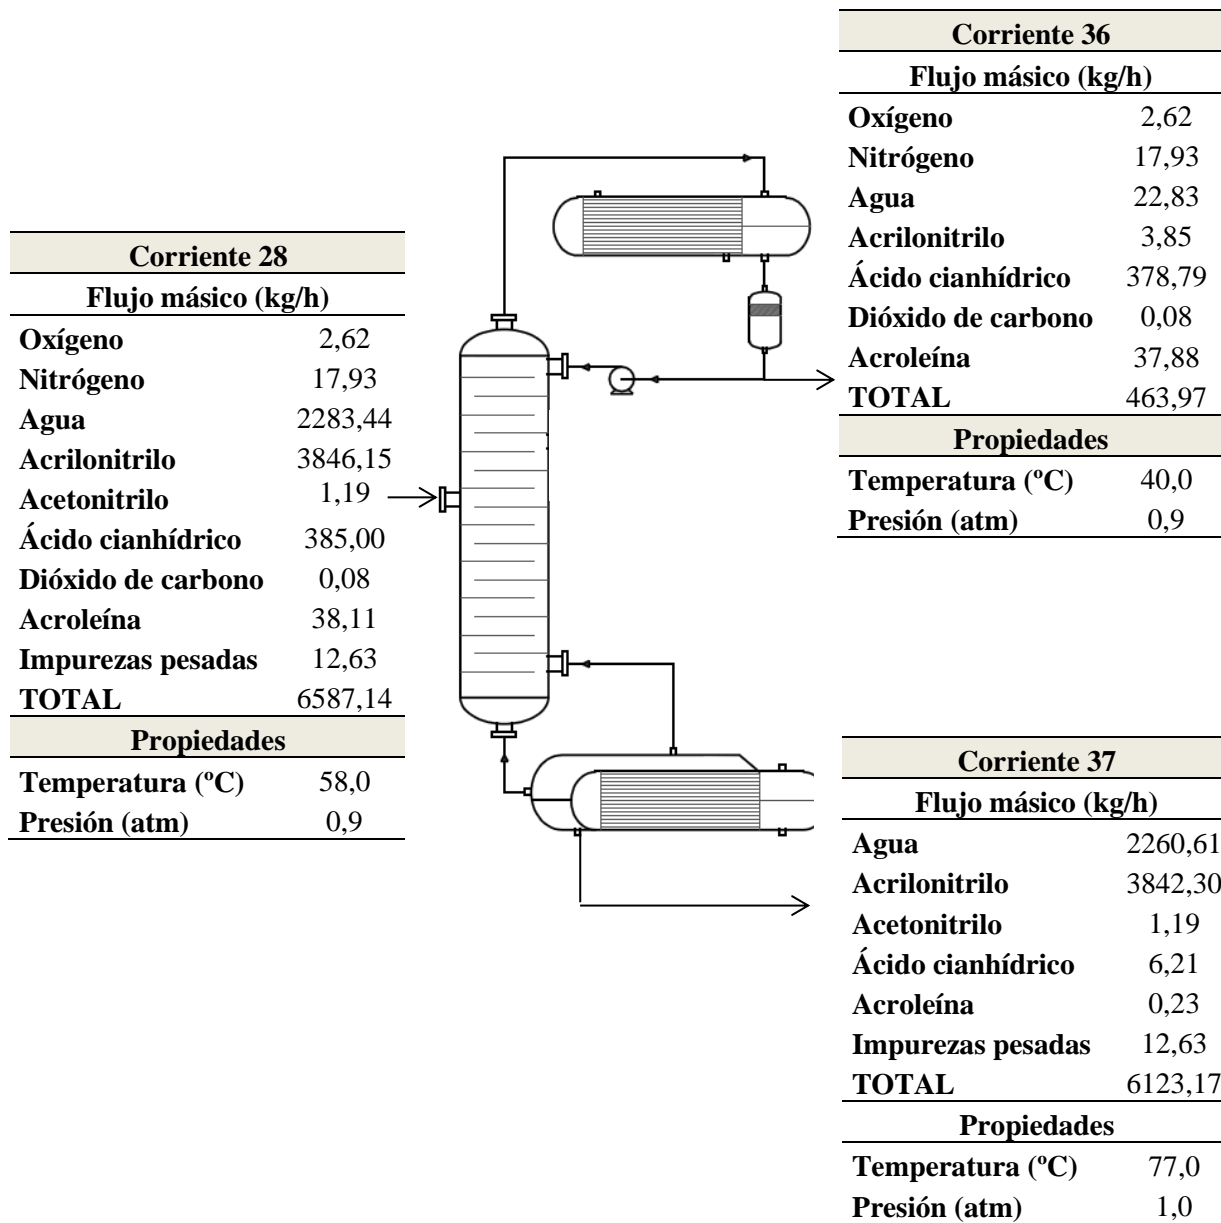 Corriente 28
Flujo másico (kg/h)
Oxígeno 2,62
Nitrógeno 17,93
Agua 2283,44
Acrilonitrilo 3846,15
Acetonitrilo 1,19
Ácido cianhídrico 385,00
Dióxido de carbono 0,08
Acroleína 38,11
Impurezas pesadas 12,63
TOTAL 6587,14
Propiedades
Temperatura (ºC) 58,0
Presión (atm) 0,9
Corriente 36
Flujo másico (kg/h)
Oxígeno 2,62
Nitrógeno 17,93
Agua 22,83
Acrilonitrilo 3,85
Ácido cianhídrico 378,79
Dióxido de carbono 0,08
Acroleína 37,88
TOTAL 463,97
Propiedades
Temperatura (ºC) 40,0
Presión (atm) 0,9
Corriente 37
Flujo másico (kg/h)
Agua 2260,61
Acrilonitrilo 3842,30
Acetonitrilo 1,19
Ácido cianhídrico 6,21
Acroleína 0,23
Impurezas pesadas 12,63
TOTAL 6123,17
Propiedades
Temperatura (ºC) 77,0
Presión (atm) 1,0